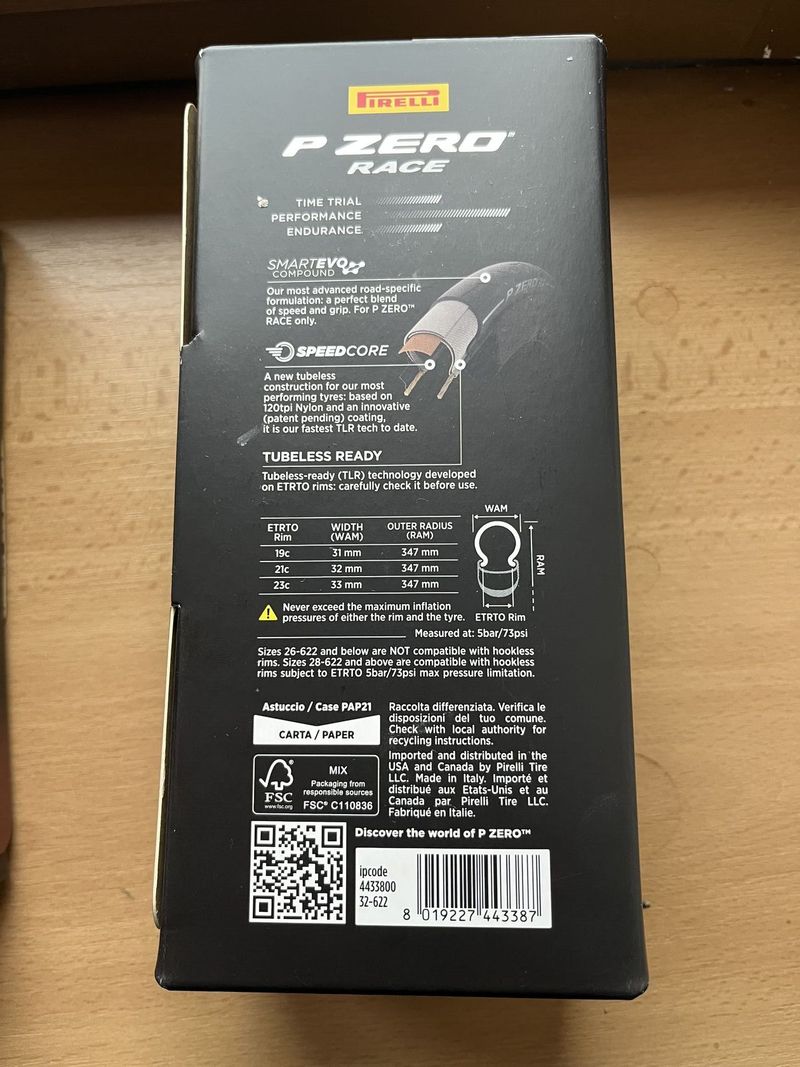 PIRELLI
P ZERO™
RACE
TIME TRIAL
PERFORMANCE
ENDURANCE
SMARTEVO
COMPOUND
Our most advanced road-specific
formulation: a perfect blend
of speed and grip. For P ZERO™
RACE only.
P ZERO
SPEEDCORE
A new tubeless
construction for our most
performing tyres: based on
120tpi Nylon and an innovative
(patent pending) coating,
it is our fastest TLR tech to date.
TUBELESS READY
Tubeless-ready (TLR) technology developed
on ETRTO rims: carefully check it before use.
ETRTO Rim WIDTH (WAM) OUTER RADIUS (RAM)
19c 31 mm 347 mm
21c 32 mm 347 mm
23c 33 mm 347 mm
WAM
RAM
ETRTO Rim
Never exceed the maximum inflation
pressures of either the rim and the tyre.
Measured at: 5bar/73psi
Sizes 26-622 and below are NOT compatible with hookless
rims. Sizes 28-622 and above are compatible with hookless
rims subject to ETRTO 5bar/73psi max pressure limitation.
Astuccio / Case PAP21
CARTA / PAPER
Raccolta differenziata. Verifica le
disposizioni del tuo comune.
Check with local authority for
recycling instructions.
FSC
www.fsc.org
MIX
Packaging from
responsible sources
FSC® C110836
Imported and distributed in the
USA and Canada by Pirelli Tire
LLC. Made in Italy. Importé et
distribué aux Etats-Unis et au
Canada par Pirelli Tire LLC.
Fabriqué en Italie.
Discover the world of P ZERO™
ipcode
4433800
32-622
8 019227 443387